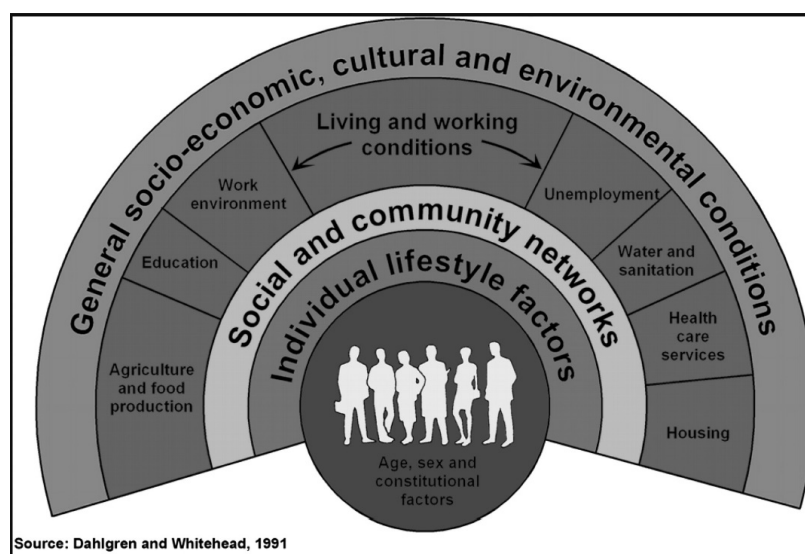 General socio-economic, cultural and environmental conditions
Living and working
conditions
Work
environment
Unemployment
Education
Water and
sanitation
Agriculture
and food
production
Health
care
services
Housing
Social and community networks
Individual lifestyle factors
Age, sex and
constitutional
factors
Source: Dahlgren and Whitehead, 1991